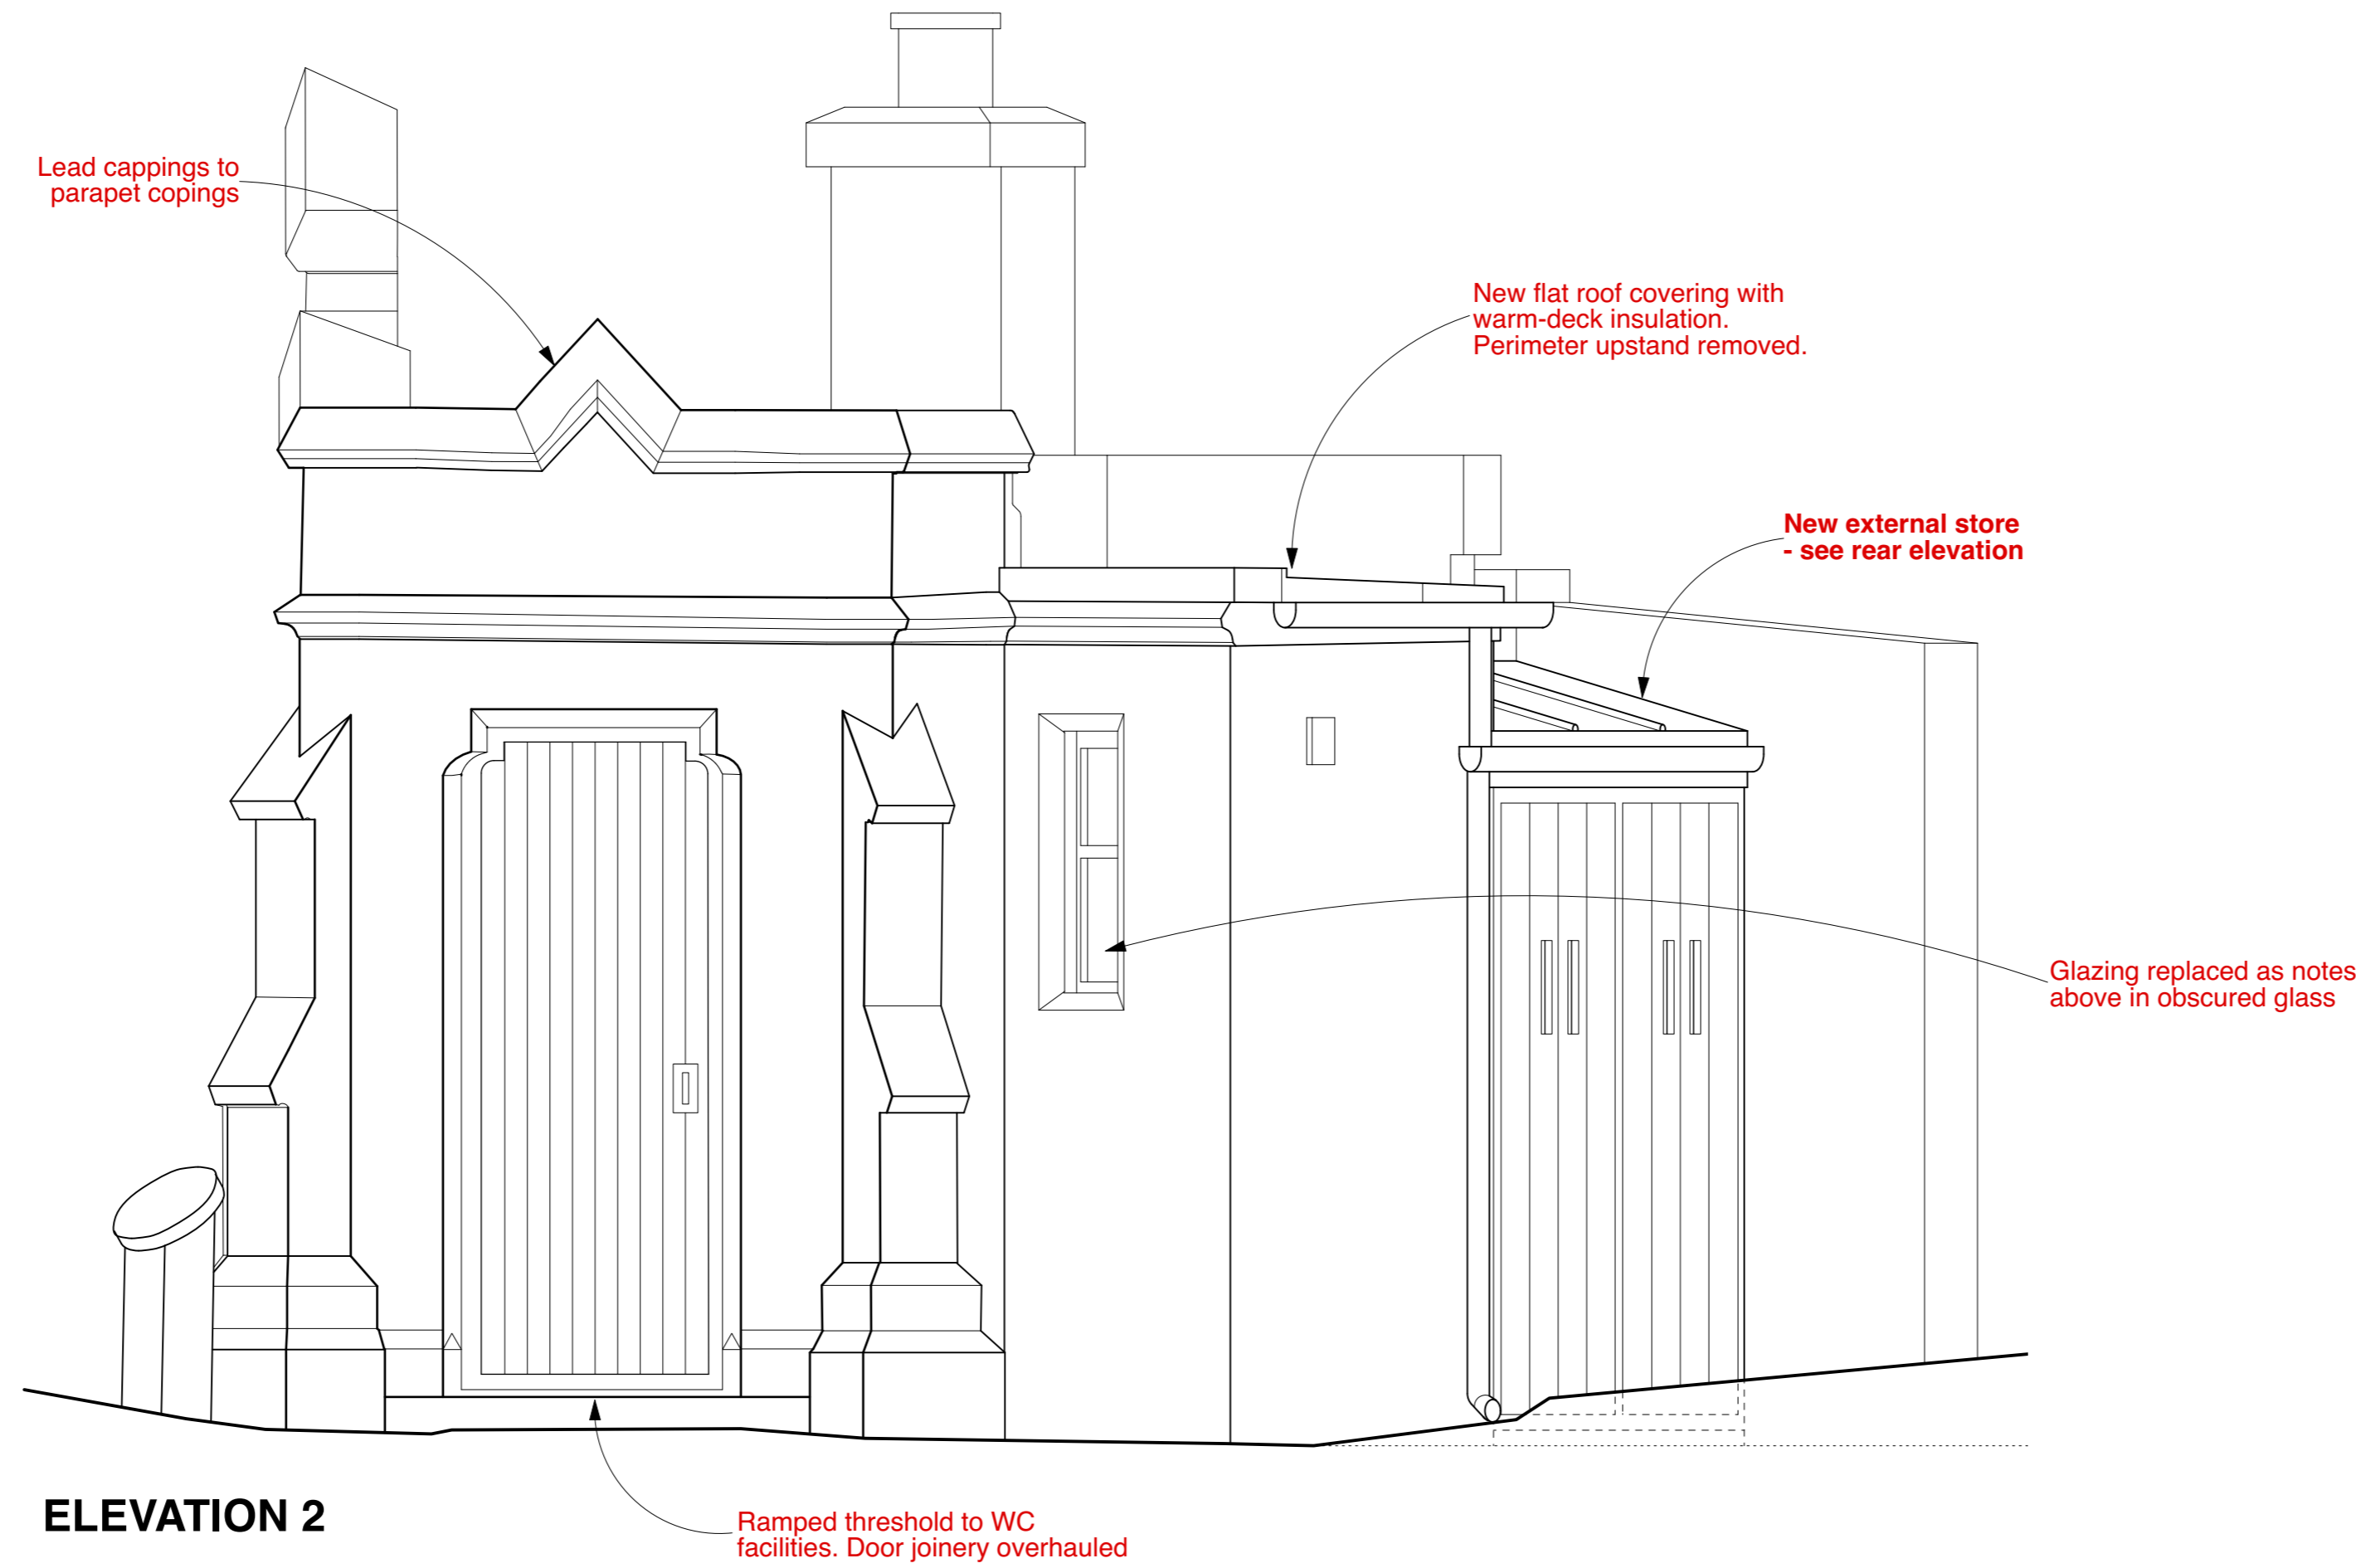 Lead cappings to
parapet copings
New flat roof covering with
warm-deck insulation.
Perimeter upstand removed.
New external store
- see rear elevation
Glazing replaced as notes
above in obscured glass
ELEVATION 2
Ramped threshold to WC
facilities. Door joinery overhauled